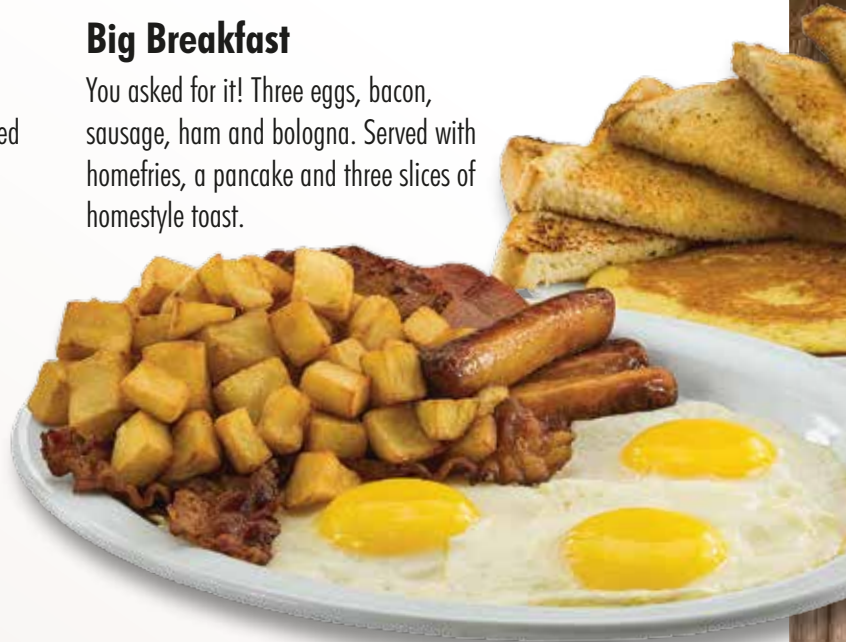 Big Breakfast
You asked for it! Three eggs, bacon,
sausage, ham and bologna. Served with
homefries, a pancake and three slices of
homestyle toast.
ed